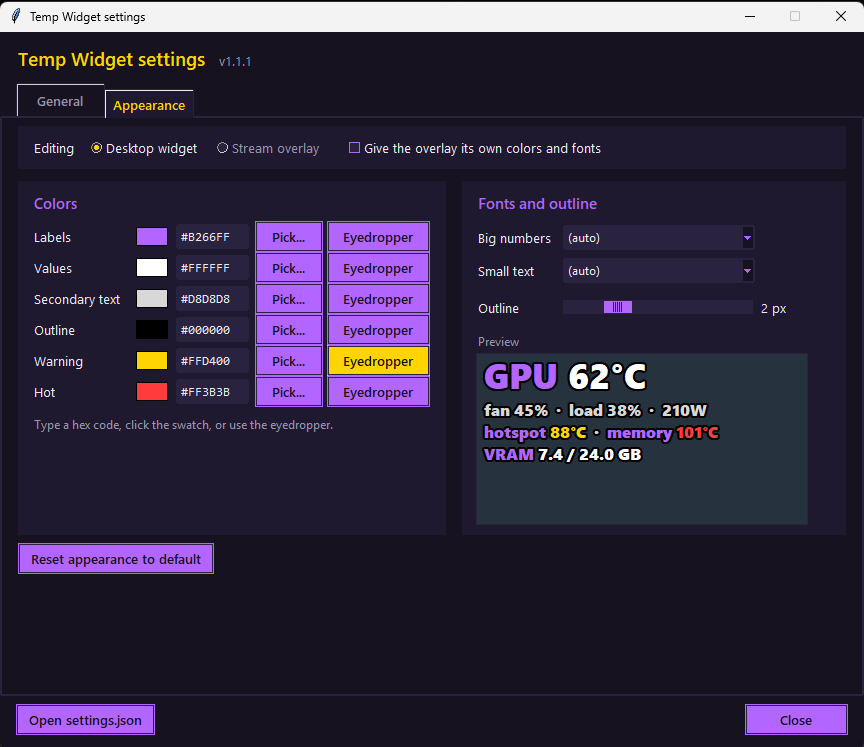 Temp Widget settings
Temp Widget settings v1.1.1
General Appearance
Editing Desktop widget Stream overlay Give the overlay its own colors and fonts
Colors
Labels #B266FF Pick... Eyedropper
Values #FFFFFF Pick... Eyedropper
Secondary text #D8D8D8 Pick... Eyedropper
Outline #000000 Pick... Eyedropper
Warning #FFD400 Pick... Eyedropper
Hot #FF3B3B Pick... Eyedropper
Type a hex code, click the swatch, or use the eyedropper.
Fonts and outline
Big numbers (auto)
Small text (auto)
Outline 2 px
Preview
GPU 62°C
fan 45% · load 38% · 210W
hotspot 88°C · memory 101°C
VRAM 7.4 / 24.0 GB
Reset appearance to default
Open settings.json Close